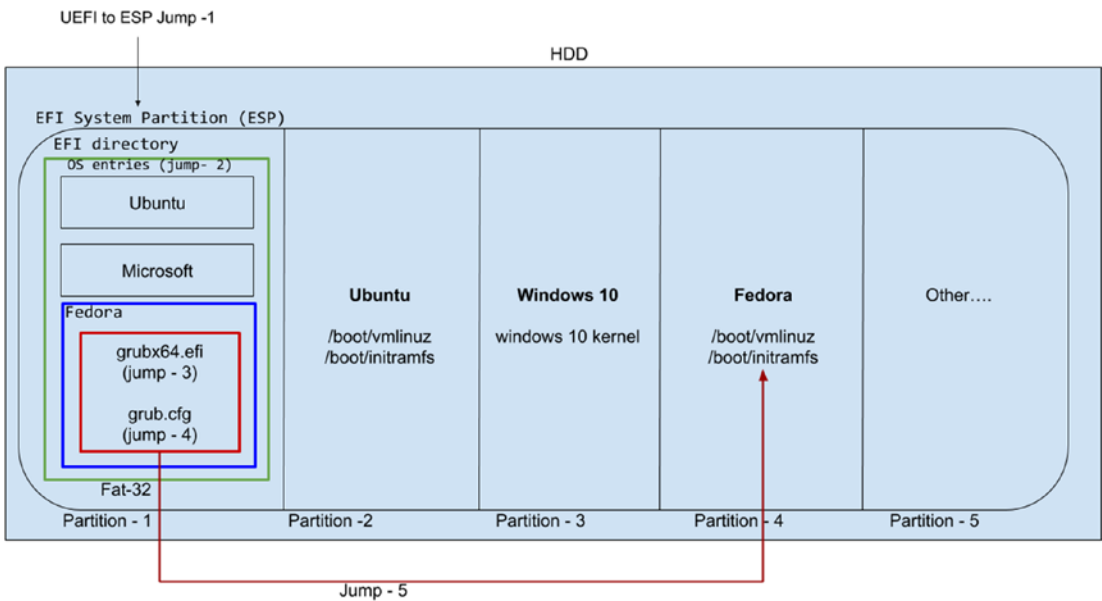 UEFI to ESP Jump -1
HDD
EFI System Partition (ESP)
EFI directory
OS entries (jump- 2)
Ubuntu
Microsoft
Fedora
grubx64.efi
(jump - 3)
grub.cfg
(jump - 4)
Fat-32
Partition - 1
Ubuntu
/boot/vmlinuz
/boot/initramfs
Partition -2
Windows 10
windows 10 kernel
Partition - 3
Fedora
/boot/vmlinuz
/boot/initramfs
Partition - 4
Other....
Partition - 5
Jump - 5